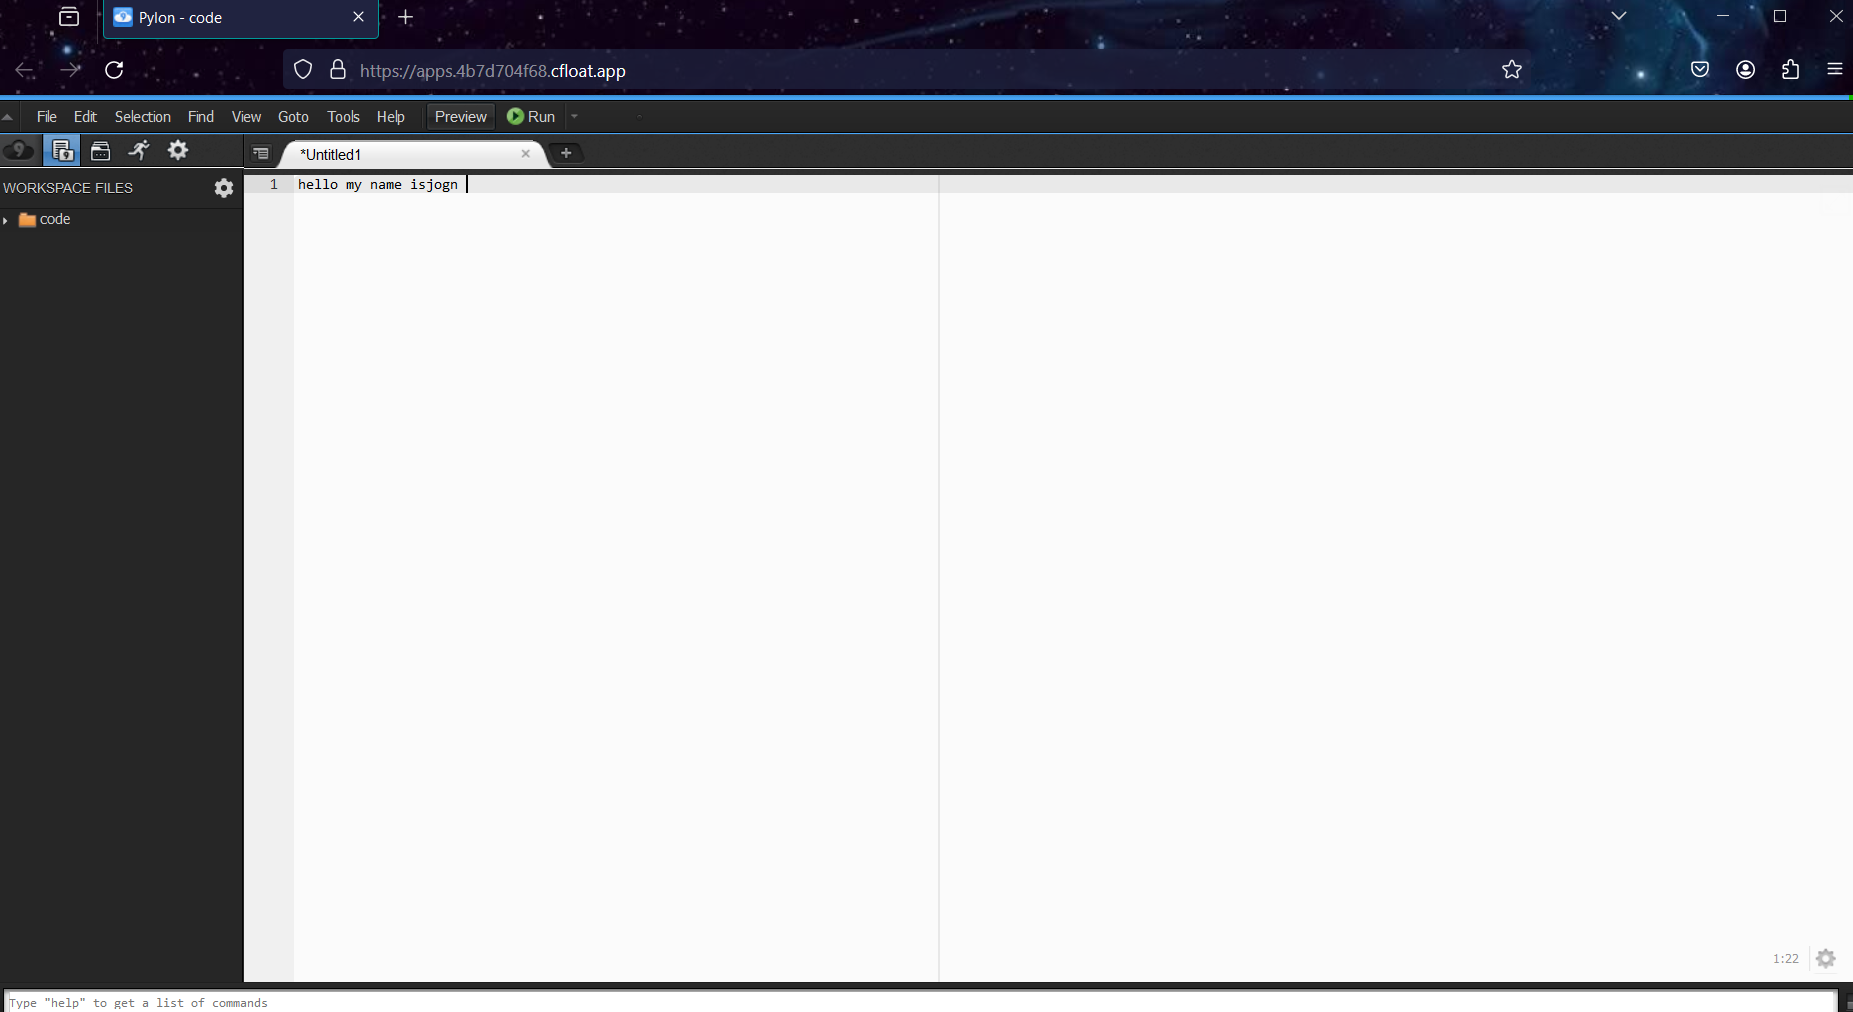 Pylon - code
https://apps.4b7d704f68.cfloat.app
File Edit Selection Find View Goto Tools Help Preview Run
*Untitled1
WORKSPACE FILES
1 hello my name isjogn
code
1:22
Type "help" to get a list of commands